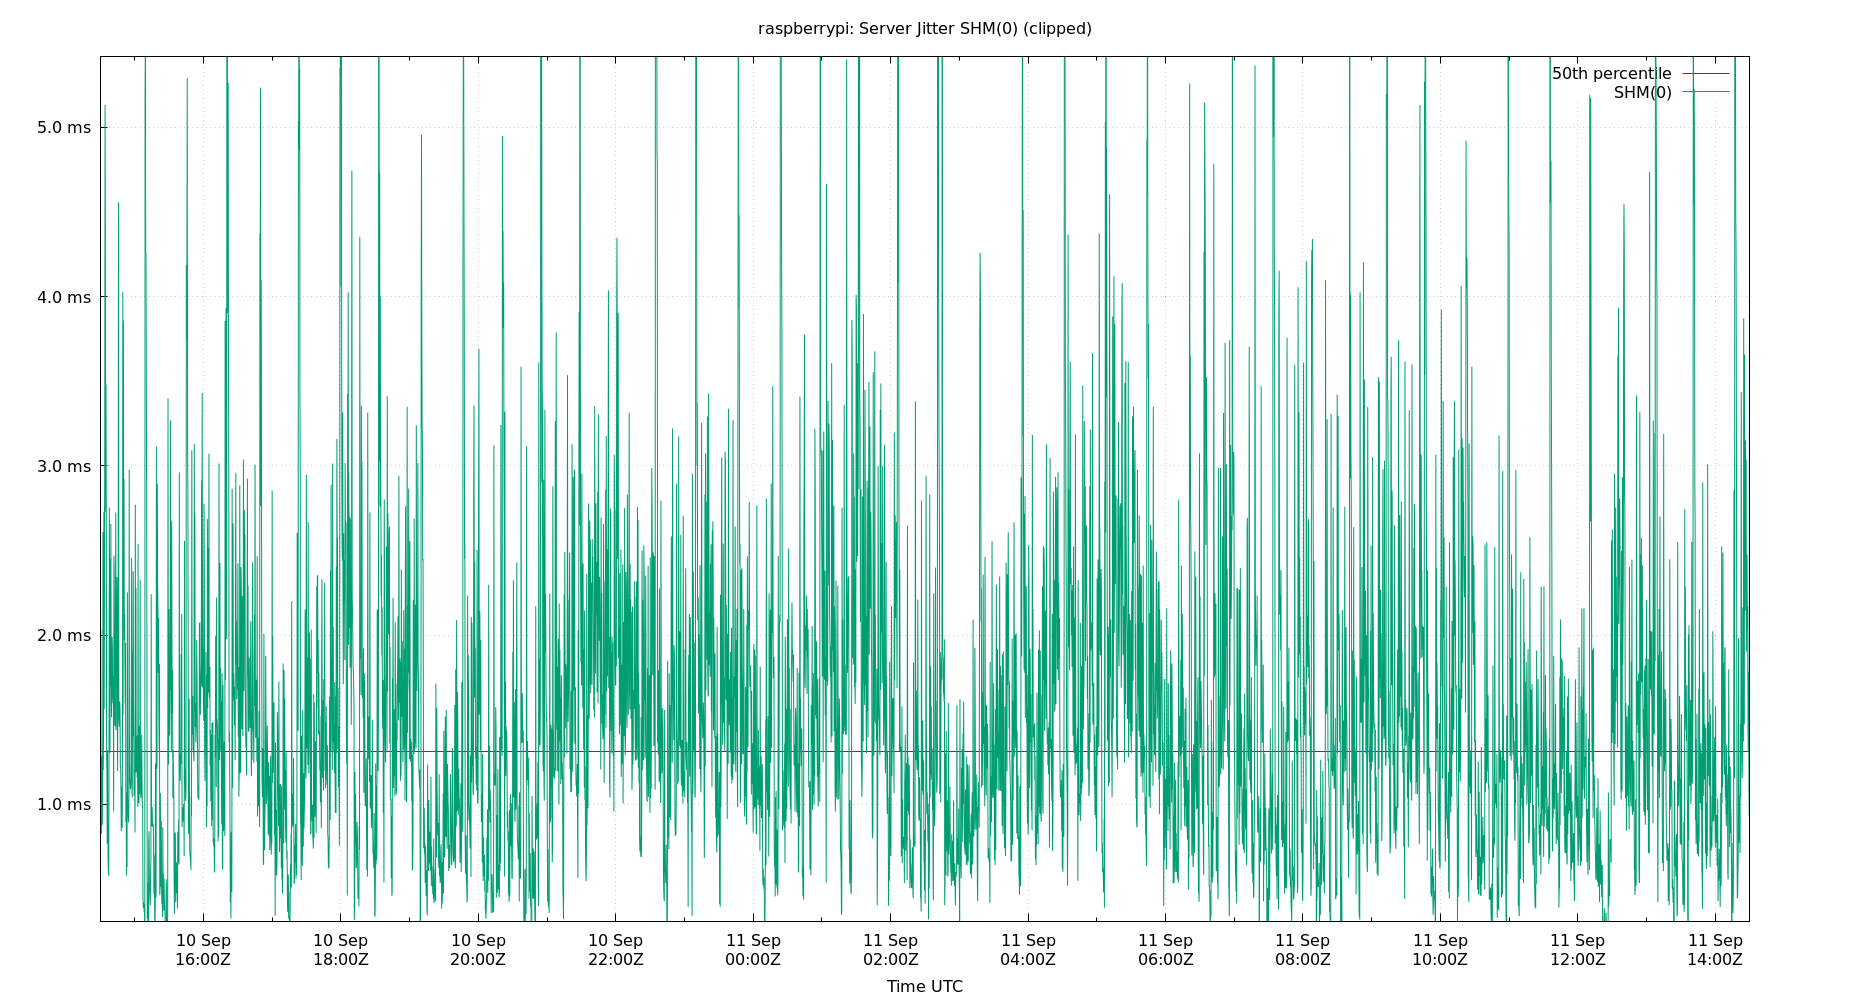 raspberrypi: Server Jitter SHM(0) (clipped)
50th percentile
SHM(0)
5.0 ms
4.0 ms
3.0 ms
2.0 ms
1.0 ms
10 Sep 10 Sep 10 Sep 10 Sep 11 Sep 11 Sep 11 Sep 11 Sep 11 Sep 11 Sep 11 Sep 11 Sep
16:00Z 18:00Z 20:00Z 22:00Z 00:00Z 02:00Z 04:00Z 06:00Z 08:00Z 10:00Z 12:00Z 14:00Z
Time UTC